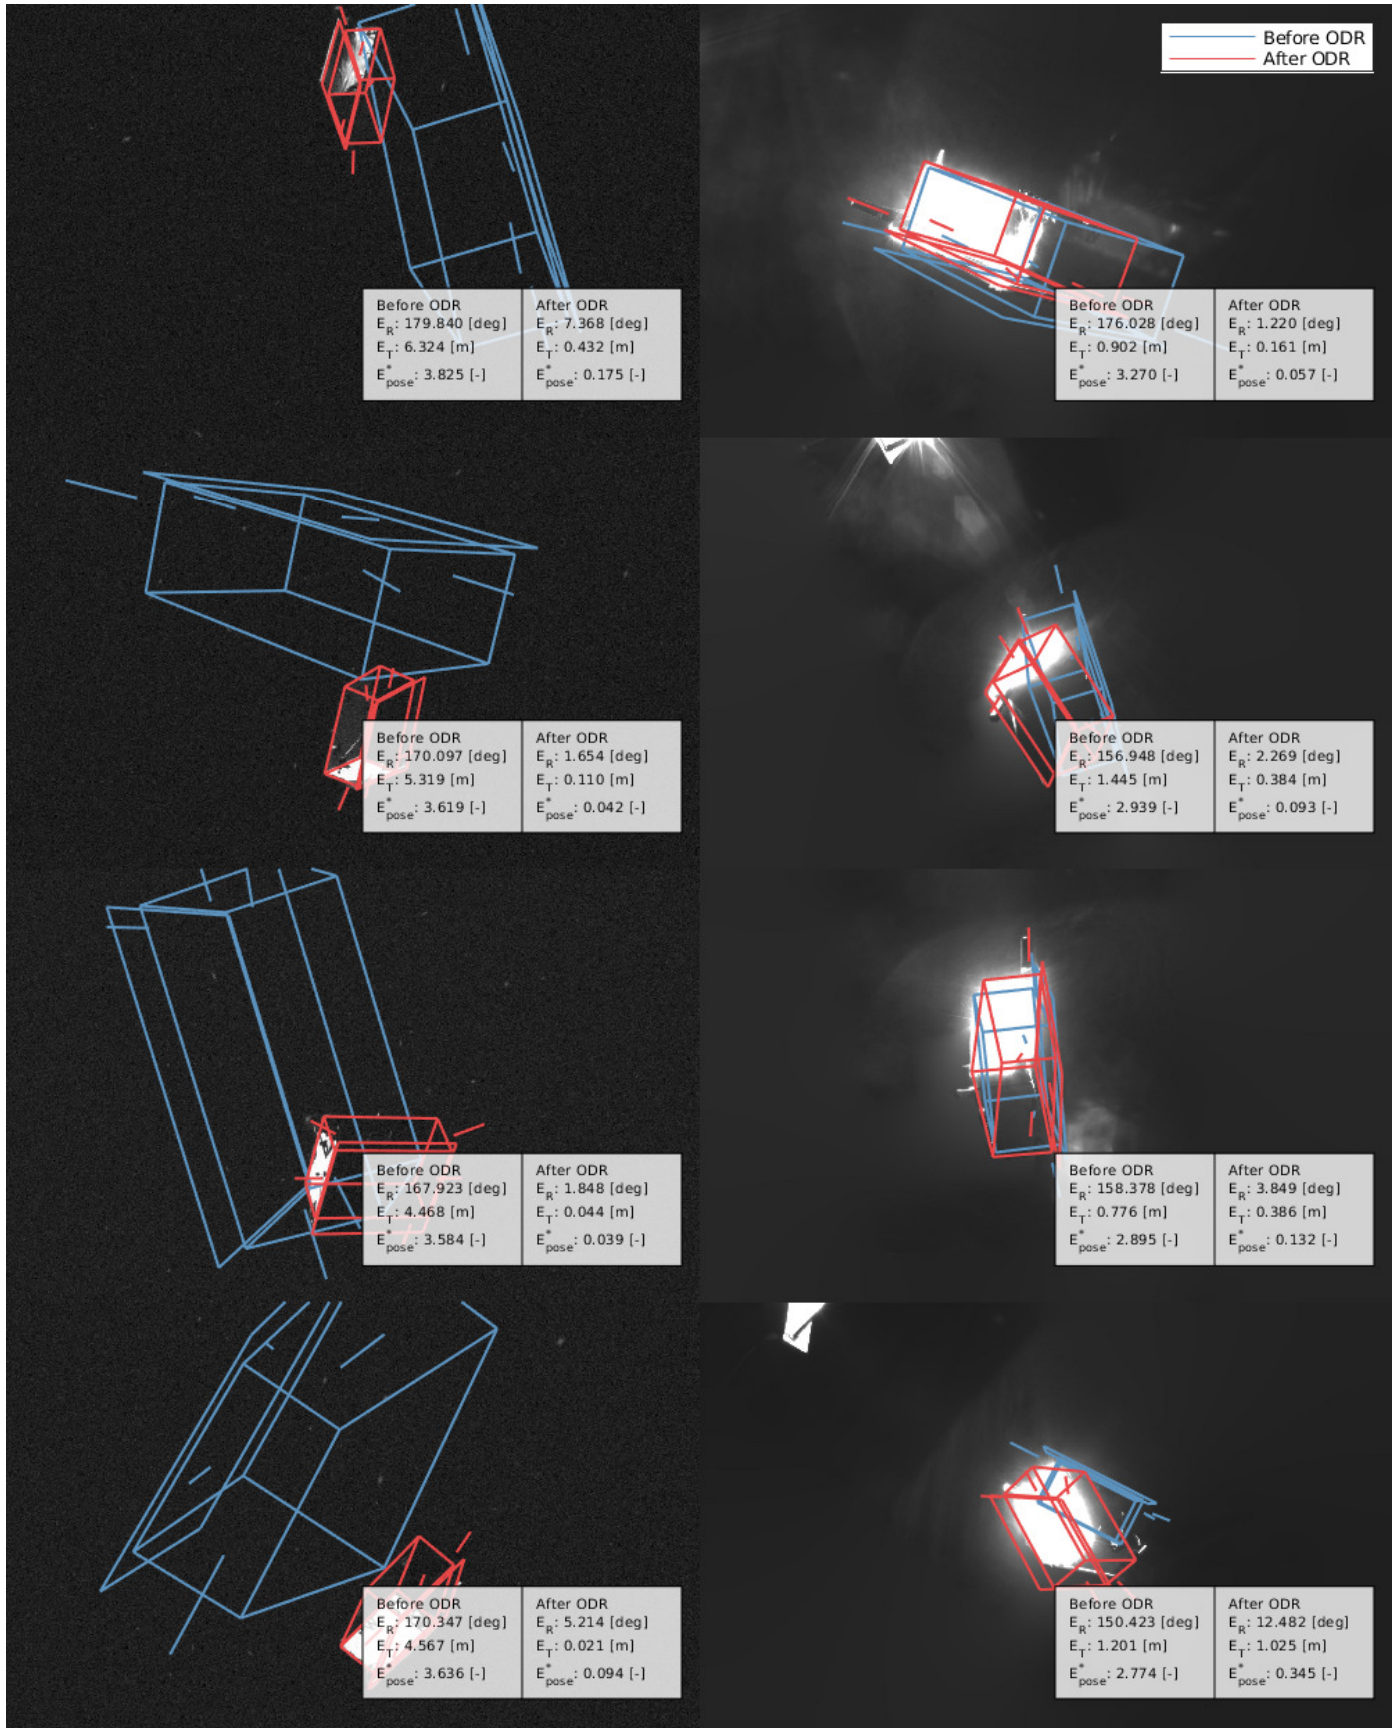 Before ODR
After ODR
Before ODR After ODR
E_R: 179.840 [deg] E_R: 7.368 [deg]
E_T: 6.324 [m] E_T: 0.432 [m]
E*_pose: 3.825 [-] E*_pose: 0.175 [-]
Before ODR After ODR
E_R: 176.028 [deg] E_R: 1.220 [deg]
E_T: 0.902 [m] E_T: 0.161 [m]
E*_pose: 3.270 [-] E*_pose: 0.057 [-]
Before ODR After ODR
E_R: 170.097 [deg] E_R: 1.654 [deg]
E_T: 5.319 [m] E_T: 0.110 [m]
E*_pose: 3.619 [-] E*_pose: 0.042 [-]
Before ODR After ODR
E_R: 156.948 [deg] E_R: 2.269 [deg]
E_T: 1.445 [m] E_T: 0.384 [m]
E*_pose: 2.939 [-] E*_pose: 0.093 [-]
Before ODR After ODR
E_R: 167.923 [deg] E_R: 1.848 [deg]
E_T: 4.468 [m] E_T: 0.044 [m]
E*_pose: 3.584 [-] E*_pose: 0.039 [-]
Before ODR After ODR
E_R: 158.378 [deg] E_R: 3.849 [deg]
E_T: 0.776 [m] E_T: 0.386 [m]
E*_pose: 2.895 [-] E*_pose: 0.132 [-]
Before ODR After ODR
E_R: 170.347 [deg] E_R: 5.214 [deg]
E_T: 4.567 [m] E_T: 0.021 [m]
E*_pose: 3.636 [-] E*_pose: 0.094 [-]
Before ODR After ODR
E_R: 150.423 [deg] E_R: 12.482 [deg]
E_T: 1.201 [m] E_T: 1.025 [m]
E*_pose: 2.774 [-] E*_pose: 0.345 [-]